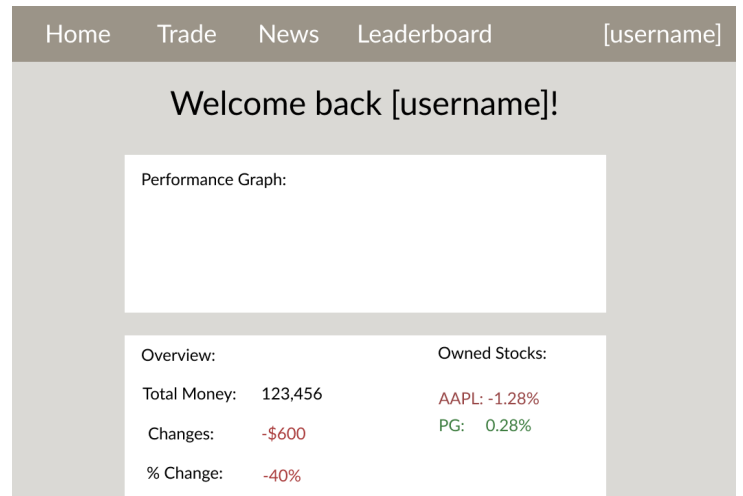 Home Trade News Leaderboard [username]
Welcome back [username]!
Performance Graph:
Overview:
Total Money: 123,456
Changes: -$600
% Change: -40%
Owned Stocks:
AAPL: -1.28%
PG: 0.28%